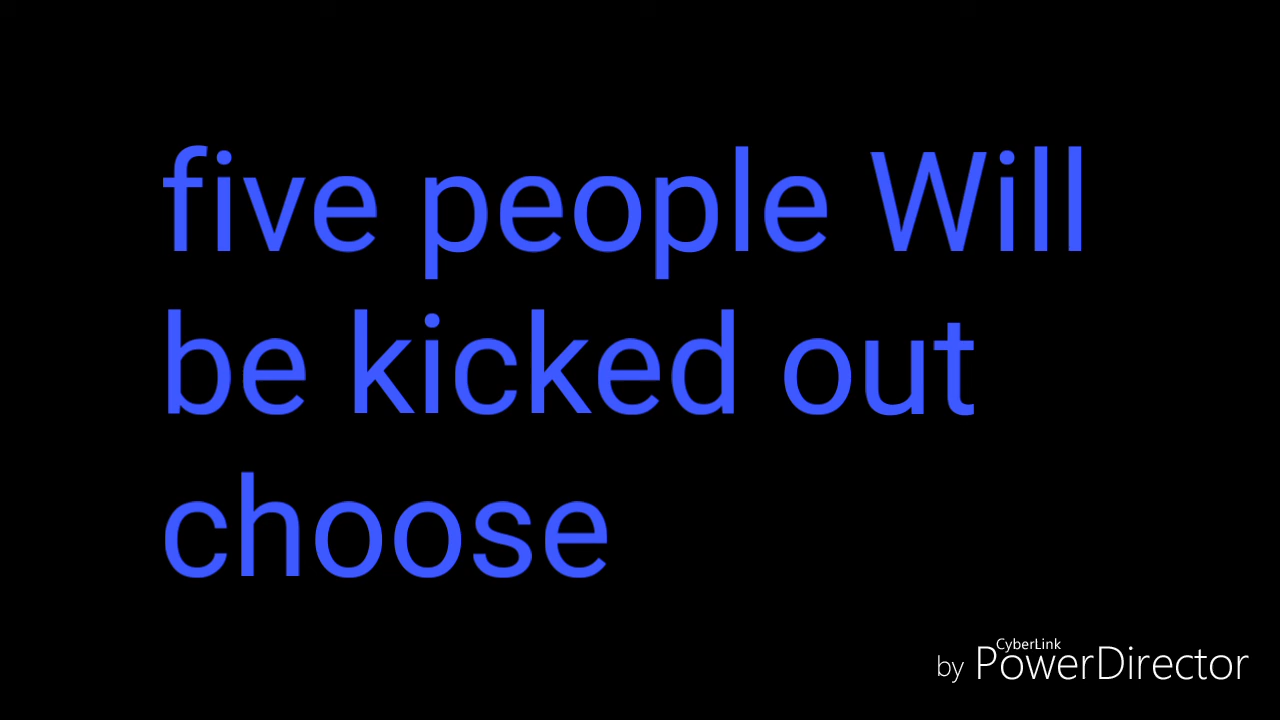 five people Will
be kicked out
choose
CyberLink
by PowerDirector